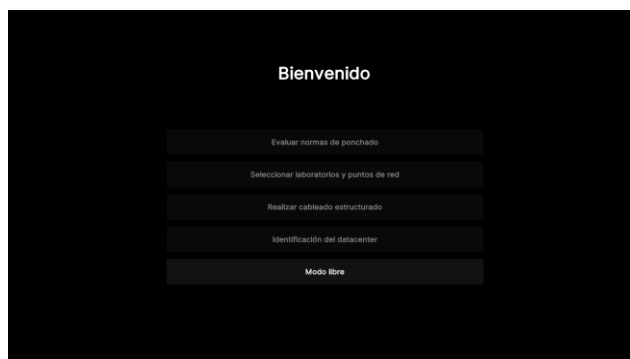 Bienvenido
Evaluar normas de ponchado
Seleccionar laboratorios y puntos de red
Realizar cableado estructurado
Identificación del datacenter
Modo libre